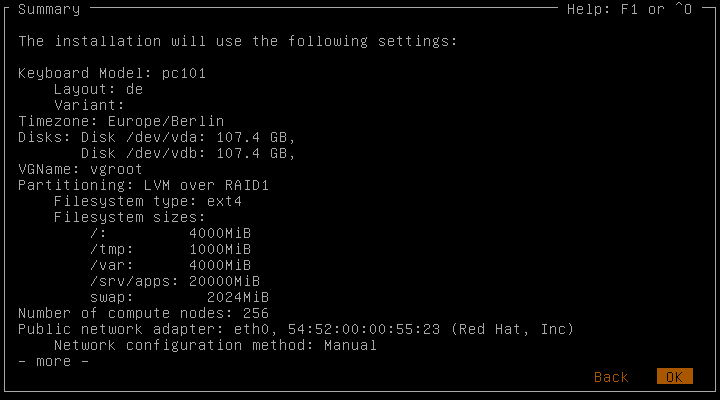 Summary Help: F1 or ^O
The installation will use the following settings:
Keyboard Model: pc101
Layout: de
Variant:
Timezone: Europe/Berlin
Disks: Disk /dev/vda: 107.4 GB,
Disk /dev/vdb: 107.4 GB,
VGName: vgroot
Partitioning: LVM over RAID1
Filesystem type: ext4
Filesystem sizes:
/: 4000MiB
/tmp: 1000MiB
/var: 4000MiB
/srv/apps: 20000MiB
swap: 2024MiB
Number of compute nodes: 256
Public network adapter: eth0, 54:52:00:00:55:23 (Red Hat, Inc)
Network configuration method: Manual
- more -
Back OK